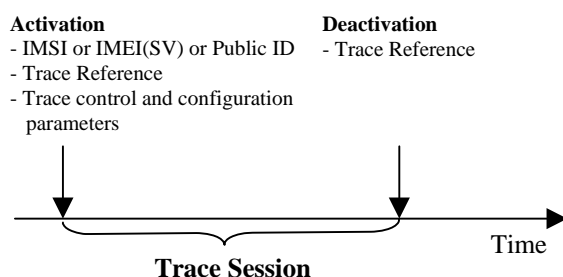 Activation
- IMSI or IMEI(SV) or Public ID
- Trace Reference
- Trace control and configuration
parameters
Deactivation
- Trace Reference
Time
Trace Session